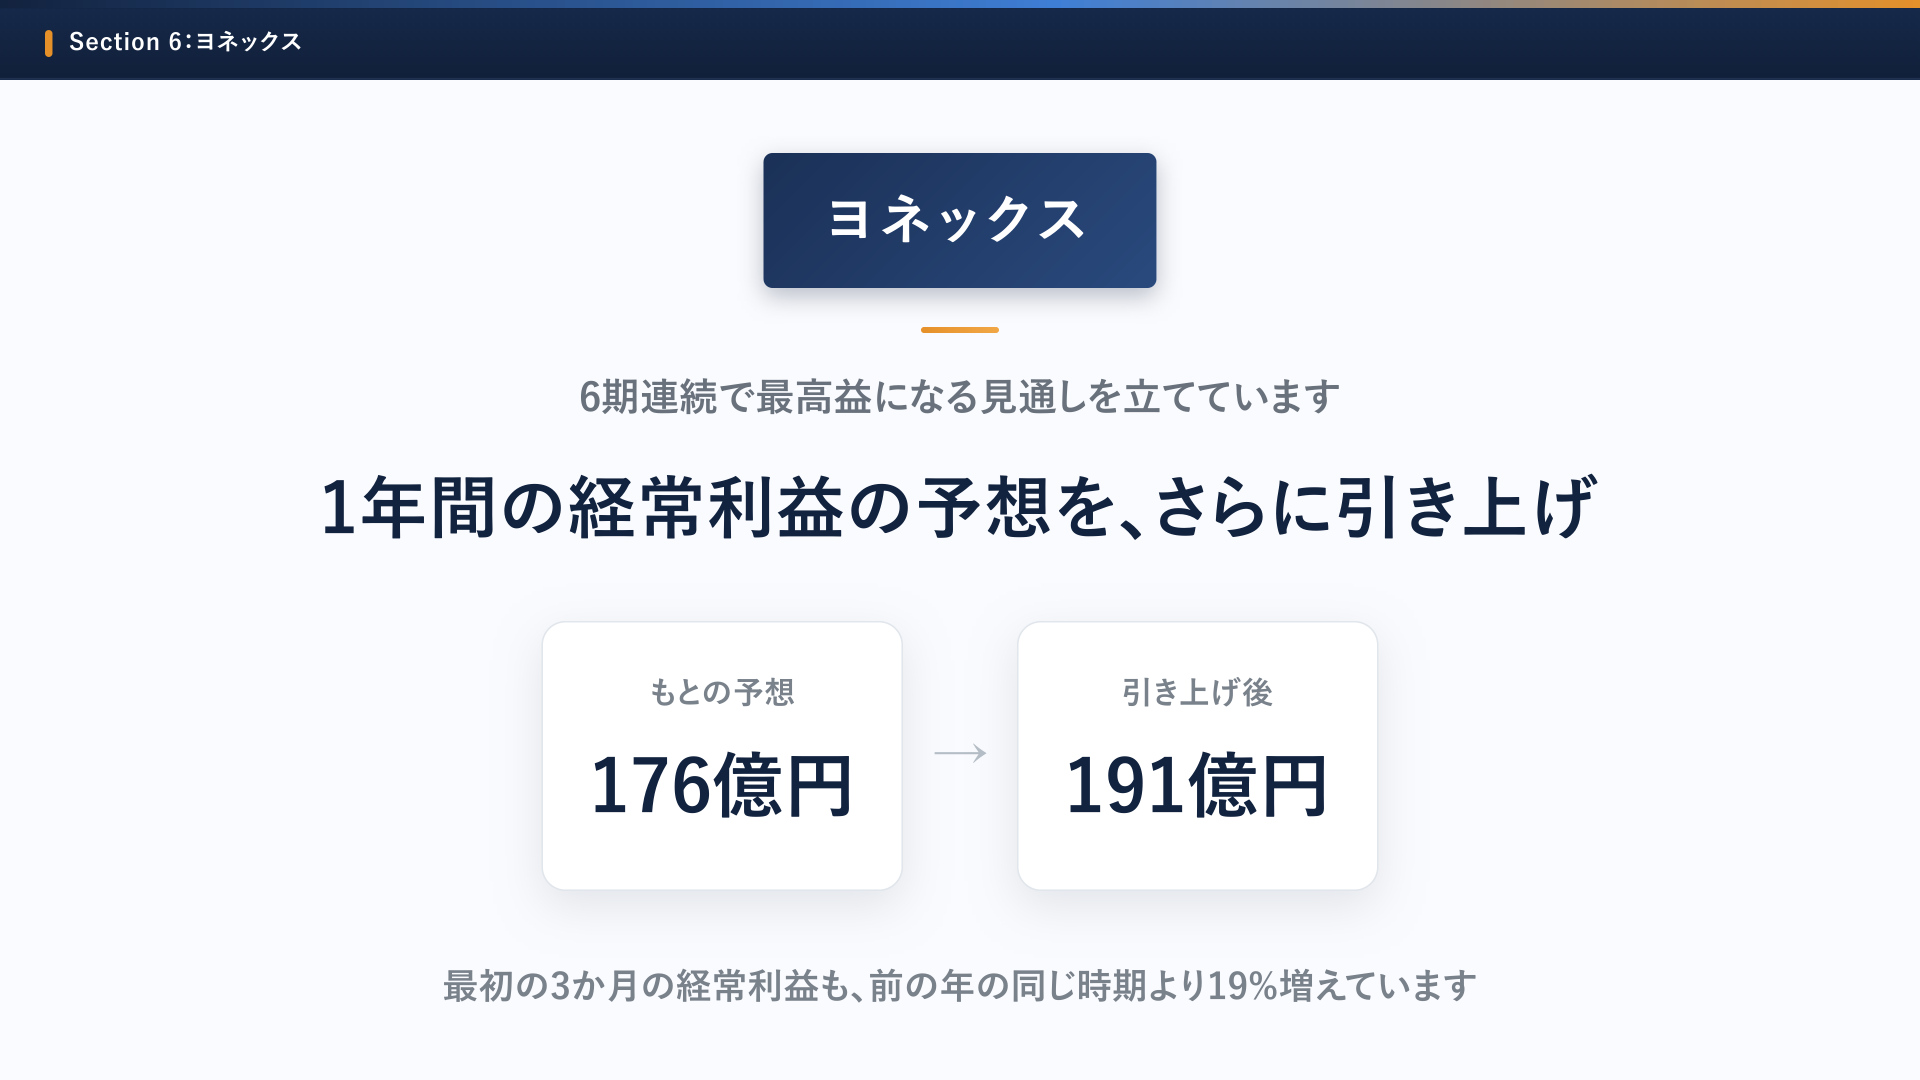 Section 6：ヨネックス
ヨネックス
6期連続で最高益になる見通しを立てています
1年間の経常利益の予想を、さらに引き上げ
もとの予想
176億円
→
引き上げ後
191億円
最初の3か月の経常利益も、前の年の同じ時期より19%増えています